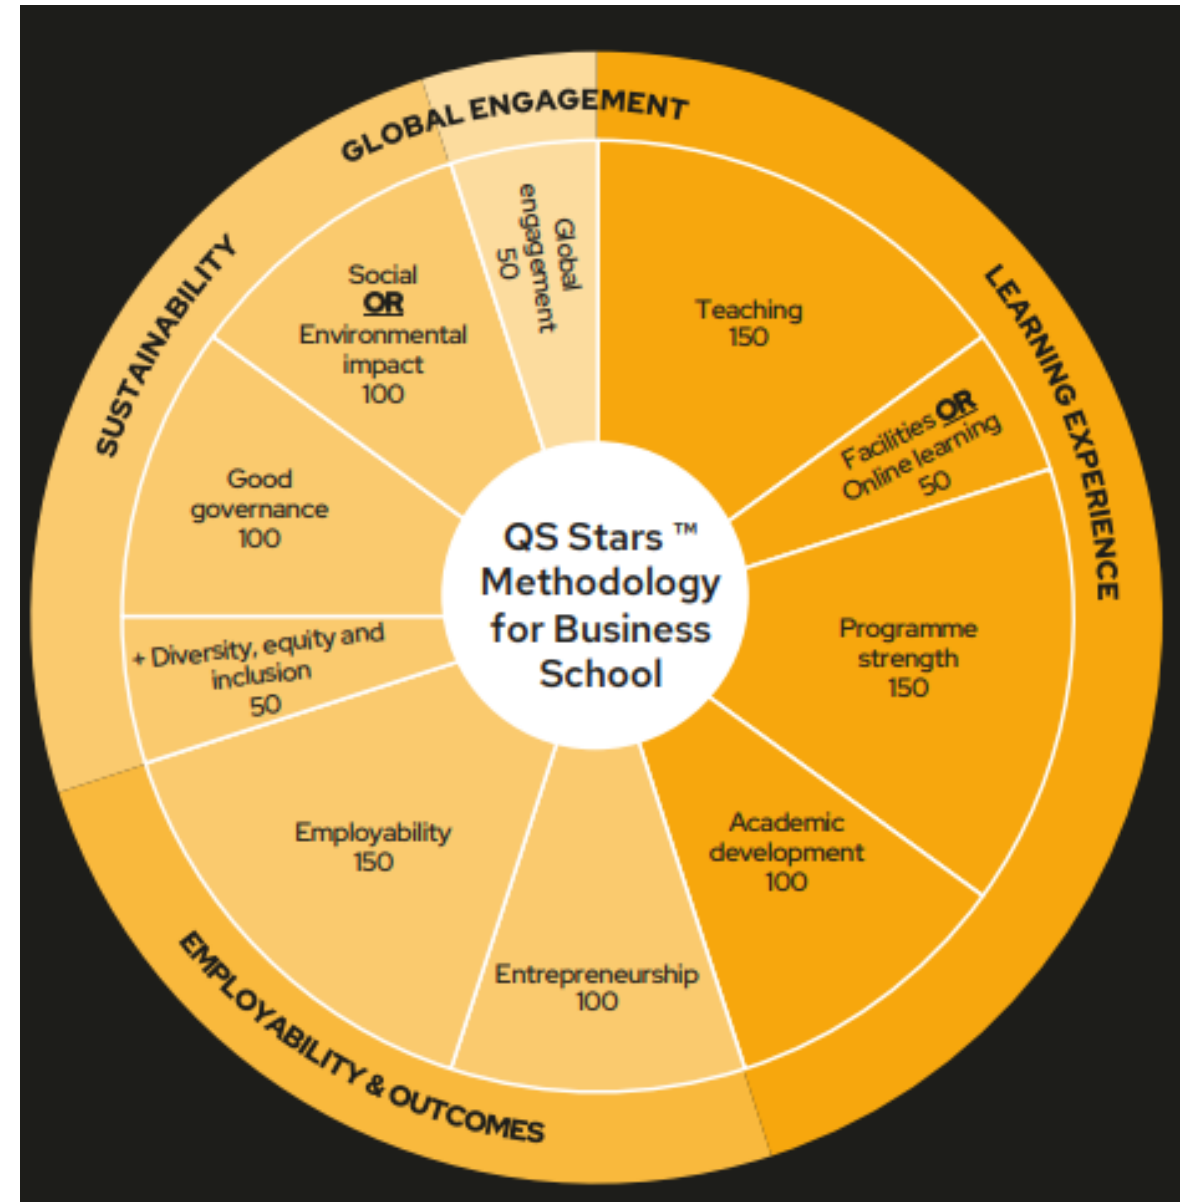 GLOBAL ENGAGEMENT
LEARNING EXPERIENCE
SUSTAINABILITY
EMPLOYABILITY & OUTCOMES
Global
engagement
50
Teaching
150
Facilities OR
Online learning
50
Programme
strength
150
Academic
development
100
Entrepreneurship
100
Employability
150
+ Diversity, equity and
inclusion
50
Good
governance
100
Social
OR
Environmental
impact
100
QS Stars ™
Methodology
for Business
School